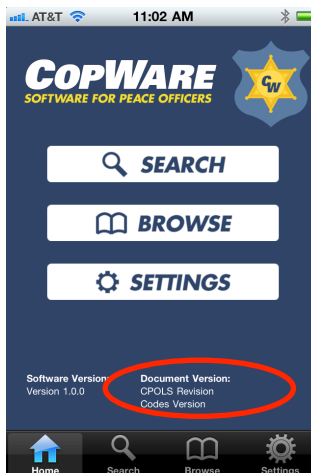 AT&T 11:02 AM
COPWARE
SOFTWARE FOR PEACE OFFICERS
CW
SEARCH
BROWSE
SETTINGS
Software Version: Document Version:
Version 1.0.0 CPOLS Revision
Codes Version
Home Search Browse Settings